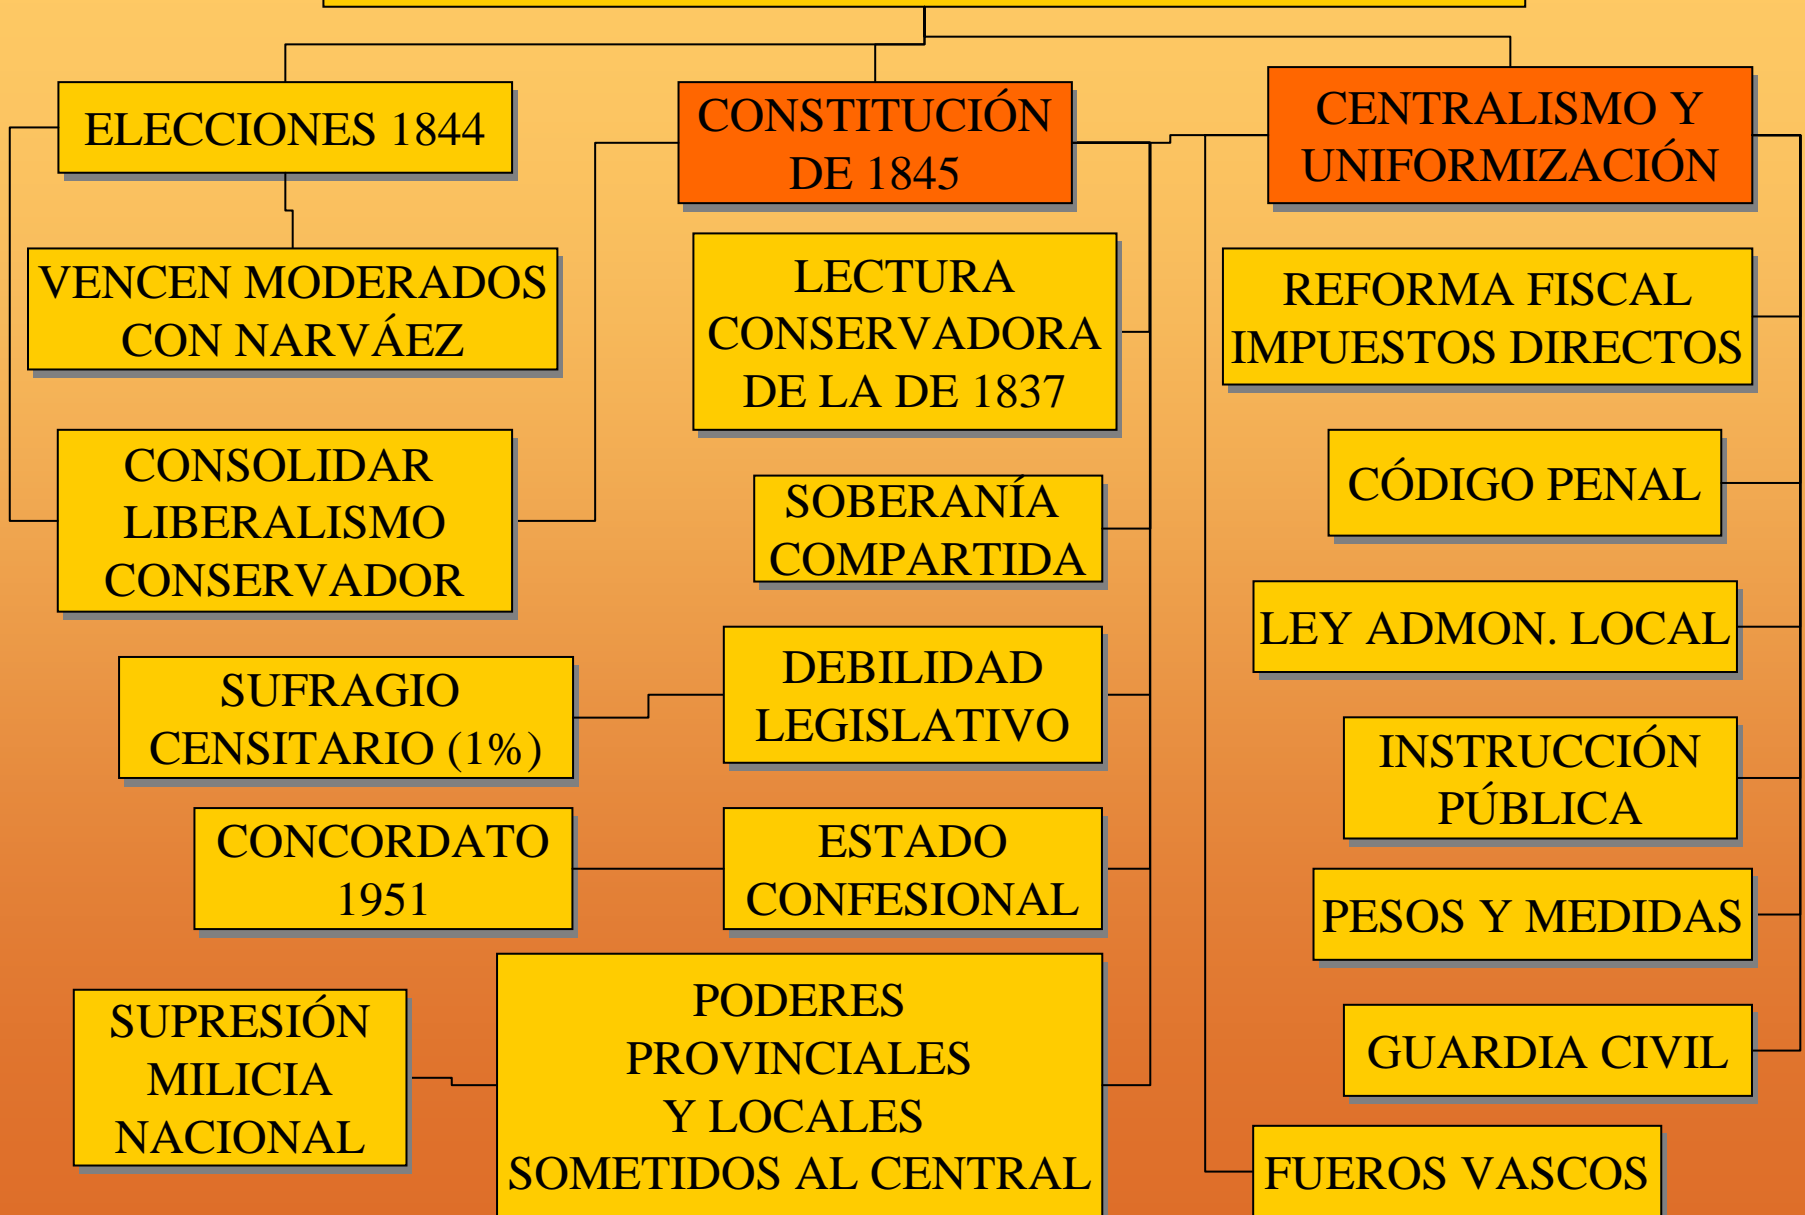 ELECCIONES 1844
CONSTITUCIÓN
DE 1845
CENTRALISMO Y
UNIFORMIZACIÓN
VENCEN MODERADOS
CON NARVÁEZ
LECTURA
CONSERVADORA
DE LA DE 1837
REFORMA FISCAL
IMPUESTOS DIRECTOS
CONSOLIDAR
LIBERALISMO
CONSERVADOR
SOBERANÍA
COMPARTIDA
CÓDIGO PENAL
LEY ADMON. LOCAL
SUFRAGIO
CENSITARIO (1%)
DEBILIDAD
LEGISLATIVO
INSTRUCCIÓN
PÚBLICA
CONCORDATO
1951
ESTADO
CONFESIONAL
PESOS Y MEDIDAS
SUPRESIÓN
MILICIA
NACIONAL
PODERES
PROVINCIALES
Y LOCALES
SOMETIDOS AL CENTRAL
GUARDIA CIVIL
FUEROS VASCOS